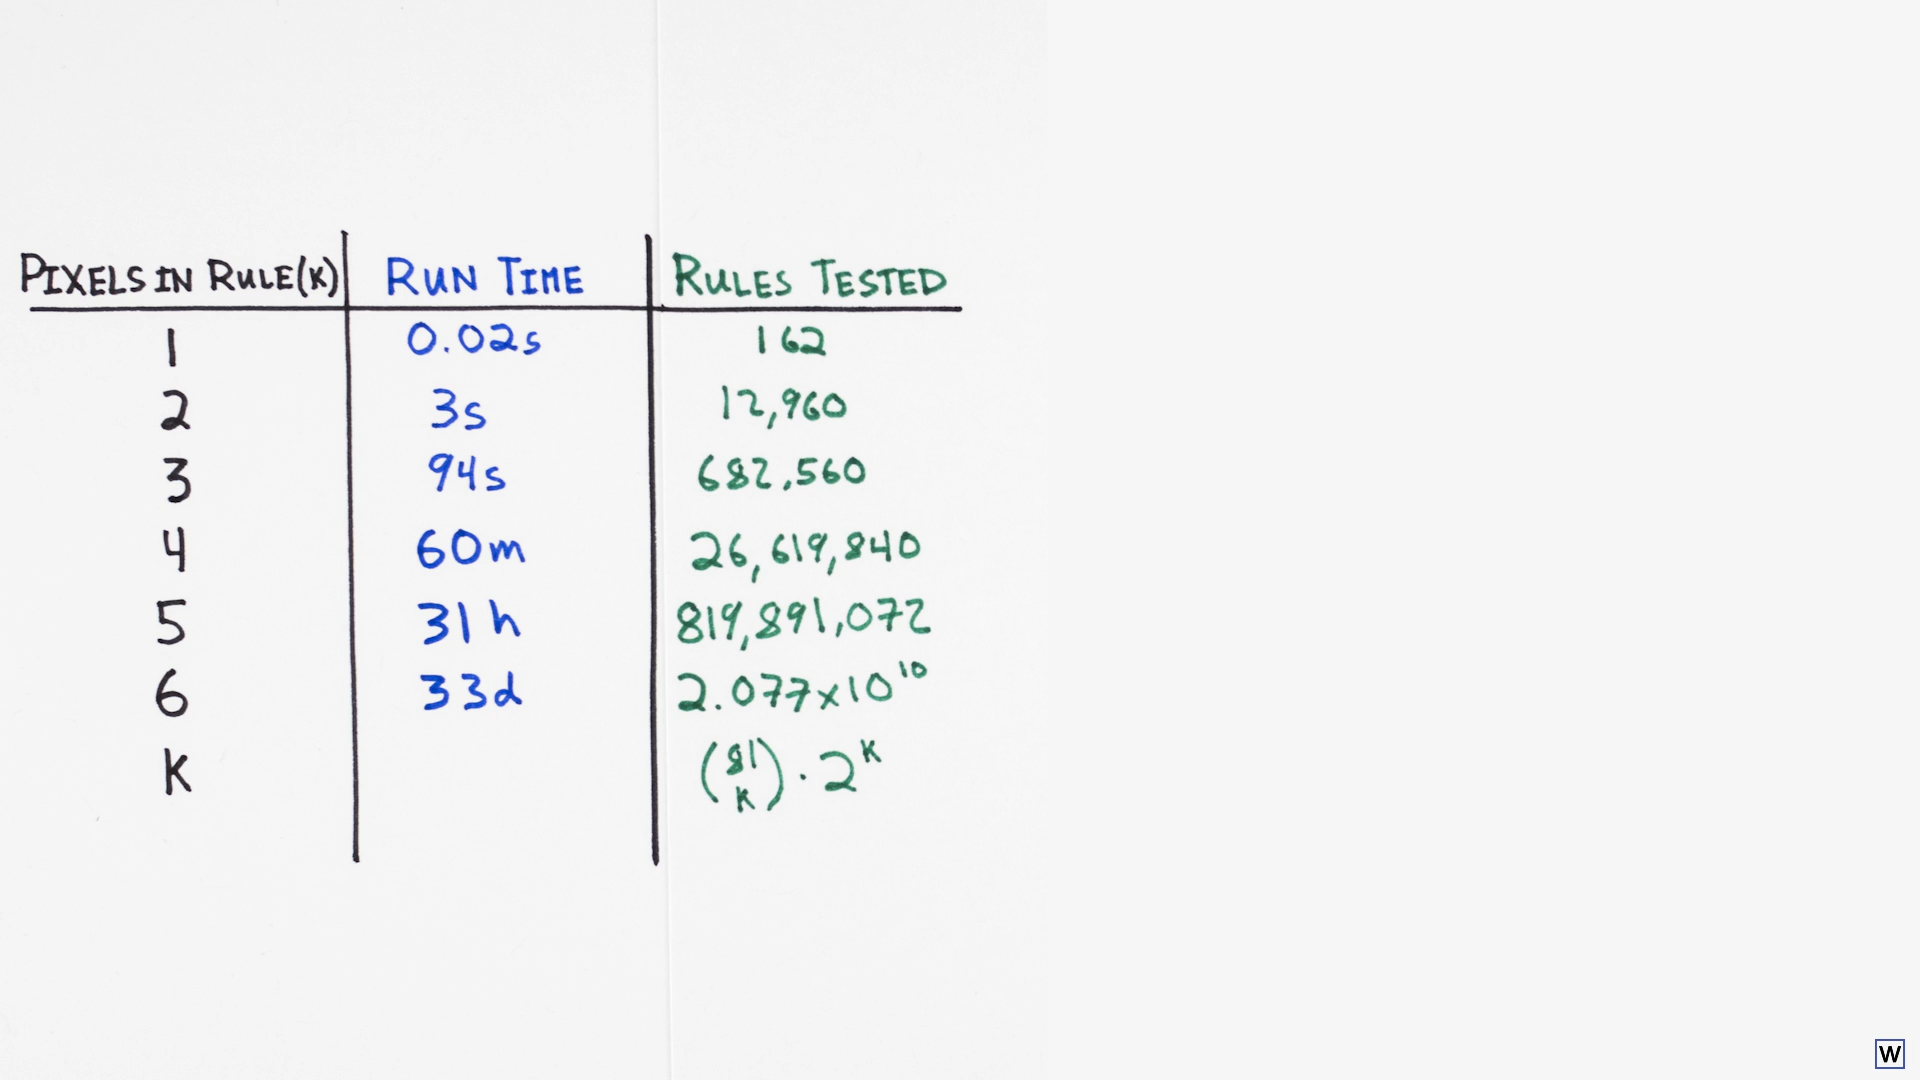 PIXELS IN RULE(K) RUN TIME RULES TESTED
1 0.02s 162
2 3s 12,960
3 94s 682,560
4 60m 26,619,840
5 31h 819,891,072
6 33d 2.077x10^10
K (81 K) · 2^K
W